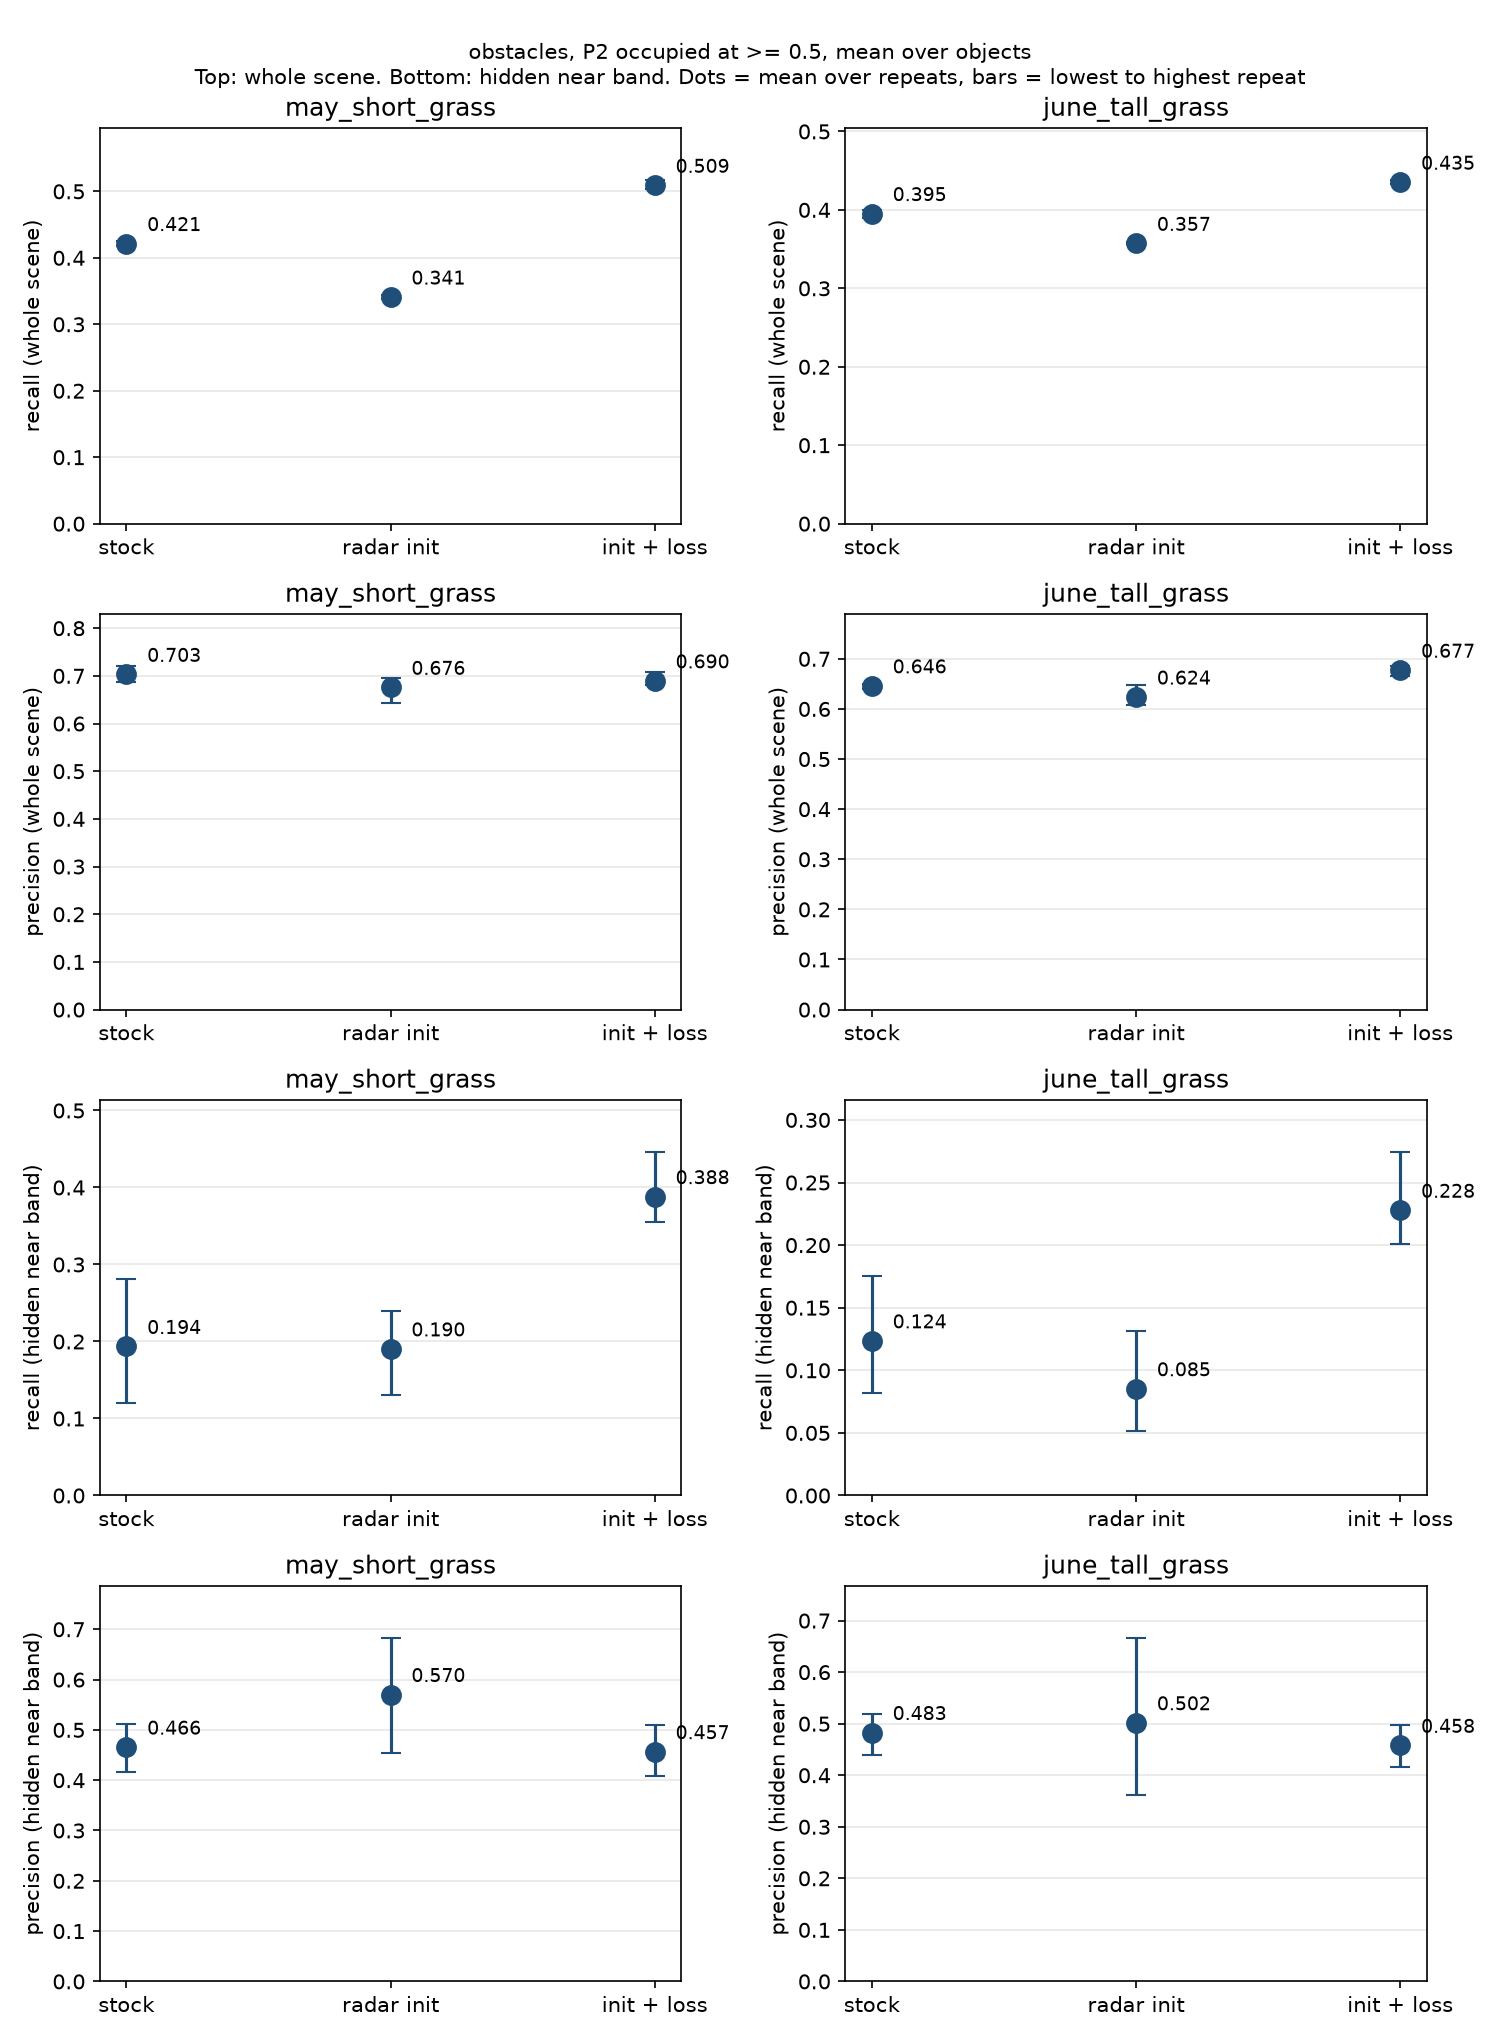 obstacles, P2 occupied at >= 0.5, mean over objects
Top: whole scene. Bottom: hidden near band. Dots = mean over repeats, bars = lowest to highest repeat
may_short_grass
recall (whole scene)
0.5
0.4
0.3
0.2
0.1
0.0
0.421
0.341
0.509
stock
radar init
init + loss
june_tall_grass
recall (whole scene)
0.5
0.4
0.3
0.2
0.1
0.0
0.395
0.357
0.435
stock
radar init
init + loss
may_short_grass
precision (whole scene)
0.8
0.7
0.6
0.5
0.4
0.3
0.2
0.1
0.0
0.703
0.676
0.690
stock
radar init
init + loss
june_tall_grass
precision (whole scene)
0.7
0.6
0.5
0.4
0.3
0.2
0.1
0.0
0.646
0.624
0.677
stock
radar init
init + loss
may_short_grass
recall (hidden near band)
0.5
0.4
0.3
0.2
0.1
0.0
0.194
0.190
0.388
stock
radar init
init + loss
june_tall_grass
recall (hidden near band)
0.30
0.25
0.20
0.15
0.10
0.05
0.00
0.124
0.085
0.228
stock
radar init
init + loss
may_short_grass
precision (hidden near band)
0.7
0.6
0.5
0.4
0.3
0.2
0.1
0.0
0.466
0.570
0.457
stock
radar init
init + loss
june_tall_grass
precision (hidden near band)
0.7
0.6
0.5
0.4
0.3
0.2
0.1
0.0
0.483
0.502
0.458
stock
radar init
init + loss